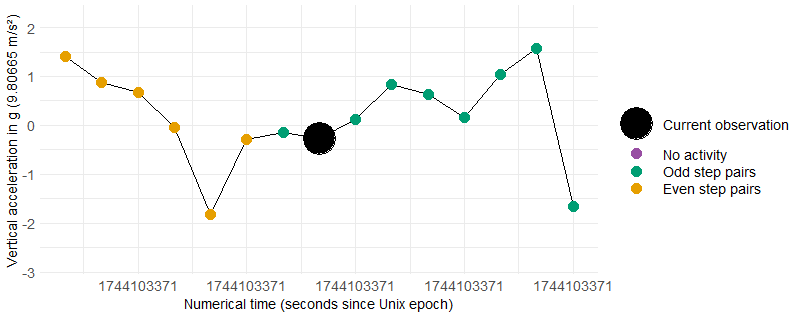 Vertical acceleration in g (9.80665 m/s²)
2
1
0
-1
-2
-3
1744103371 1744103371 1744103371 1744103371 1744103371
Numerical time (seconds since Unix epoch)
Current observation
No activity
Odd step pairs
Even step pairs